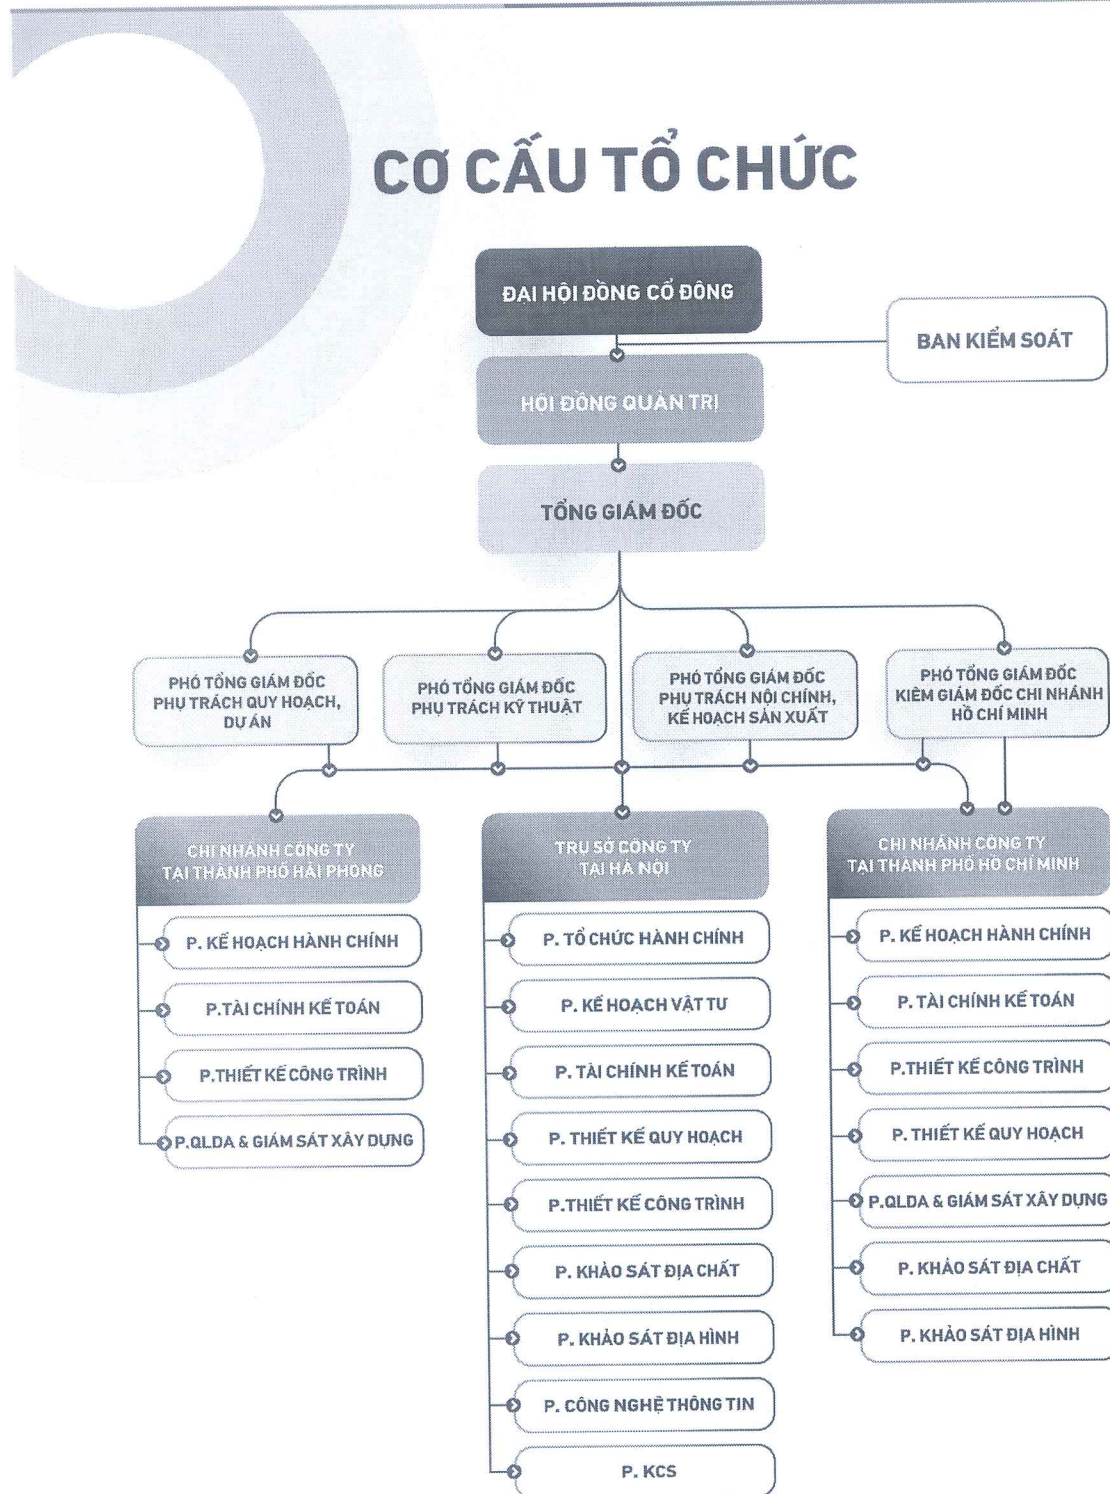 CƠ CẤU TỔ CHỨC
ĐẠI HỘI ĐỒNG CỔ ĐÔNG
BAN KIỂM SOÁT
HỘI ĐỒNG QUẢN TRỊ
TỔNG GIÁM ĐỐC
PHÓ TỔNG GIÁM ĐỐC
PHỤ TRÁCH QUY HOẠCH,
DỰ ÁN
PHÓ TỔNG GIÁM ĐỐC
PHỤ TRÁCH KỸ THUẬT
PHÓ TỔNG GIÁM ĐỐC
PHỤ TRÁCH NỘI CHÍNH,
KẾ HOẠCH SẢN XUẤT
PHÓ TỔNG GIÁM ĐỐC
KIÊM GIÁM ĐỐC CHI NHÁNH
HỒ CHÍ MINH
CHI NHÁNH CÔNG TY
TẠI THÀNH PHỐ HẢI PHÒNG
P. KẾ HOẠCH HÀNH CHÍNH
P.TÀI CHÍNH KẾ TOÁN
P.THIẾT KẾ CÔNG TRÌNH
P.QLDA & GIÁM SÁT XÂY DỰNG
TRỤ SỞ CÔNG TY
TẠI HÀ NỘI
P. TỔ CHỨC HÀNH CHÍNH
P. KẾ HOẠCH VẬT TƯ
P. TÀI CHÍNH KẾ TOÁN
P. THIẾT KẾ QUY HOẠCH
P.THIẾT KẾ CÔNG TRÌNH
P. KHẢO SÁT ĐỊA CHẤT
P. KHẢO SÁT ĐỊA HÌNH
P. CÔNG NGHỆ THÔNG TIN
P. KCS
CHI NHÁNH CÔNG TY
TẠI THÀNH PHỐ HỒ CHÍ MINH
P. KẾ HOẠCH HÀNH CHÍNH
P. TÀI CHÍNH KẾ TOÁN
P.THIẾT KẾ CÔNG TRÌNH
P. THIẾT KẾ QUY HOẠCH
P.QLDA & GIÁM SÁT XÂY DỰNG
P. KHẢO SÁT ĐỊA CHẤT
P. KHẢO SÁT ĐỊA HÌNH